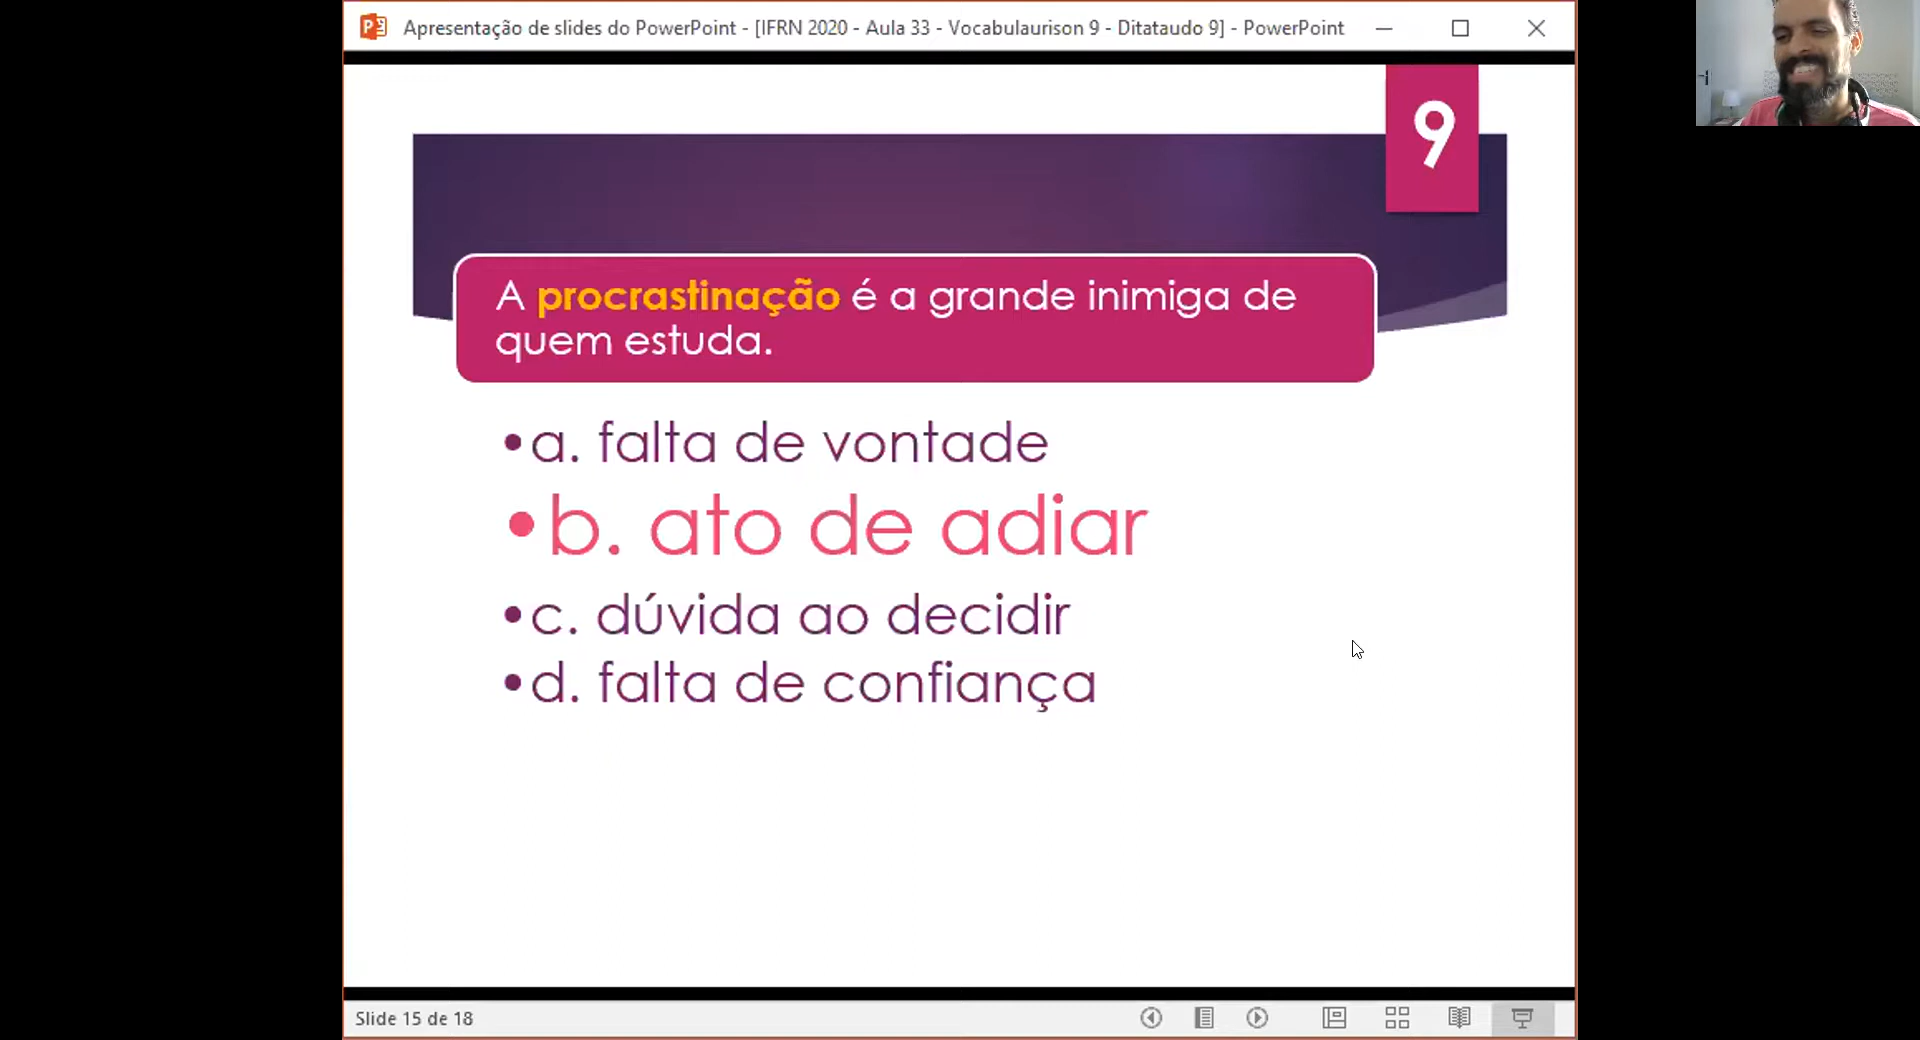 Apresentação de slides do PowerPoint - [IFRN 2020 - Aula 33 - Vocabulaurison 9 - Ditataudo 9] - PowerPoint
9
A procrastinação é a grande inimiga de
quem estuda.
•a. falta de vontade
•b. ato de adiar
•c. dúvida ao decidir
•d. falta de confiança
Slide 15 de 18